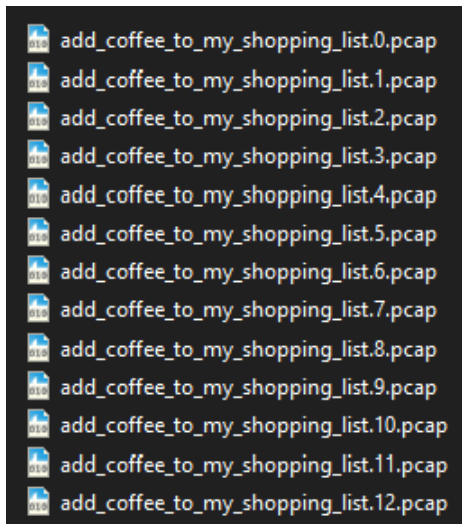 add_coffee_to_my_shopping_list.0.pcap
add_coffee_to_my_shopping_list.1.pcap
add_coffee_to_my_shopping_list.2.pcap
add_coffee_to_my_shopping_list.3.pcap
add_coffee_to_my_shopping_list.4.pcap
add_coffee_to_my_shopping_list.5.pcap
add_coffee_to_my_shopping_list.6.pcap
add_coffee_to_my_shopping_list.7.pcap
add_coffee_to_my_shopping_list.8.pcap
add_coffee_to_my_shopping_list.9.pcap
add_coffee_to_my_shopping_list.10.pcap
add_coffee_to_my_shopping_list.11.pcap
add_coffee_to_my_shopping_list.12.pcap